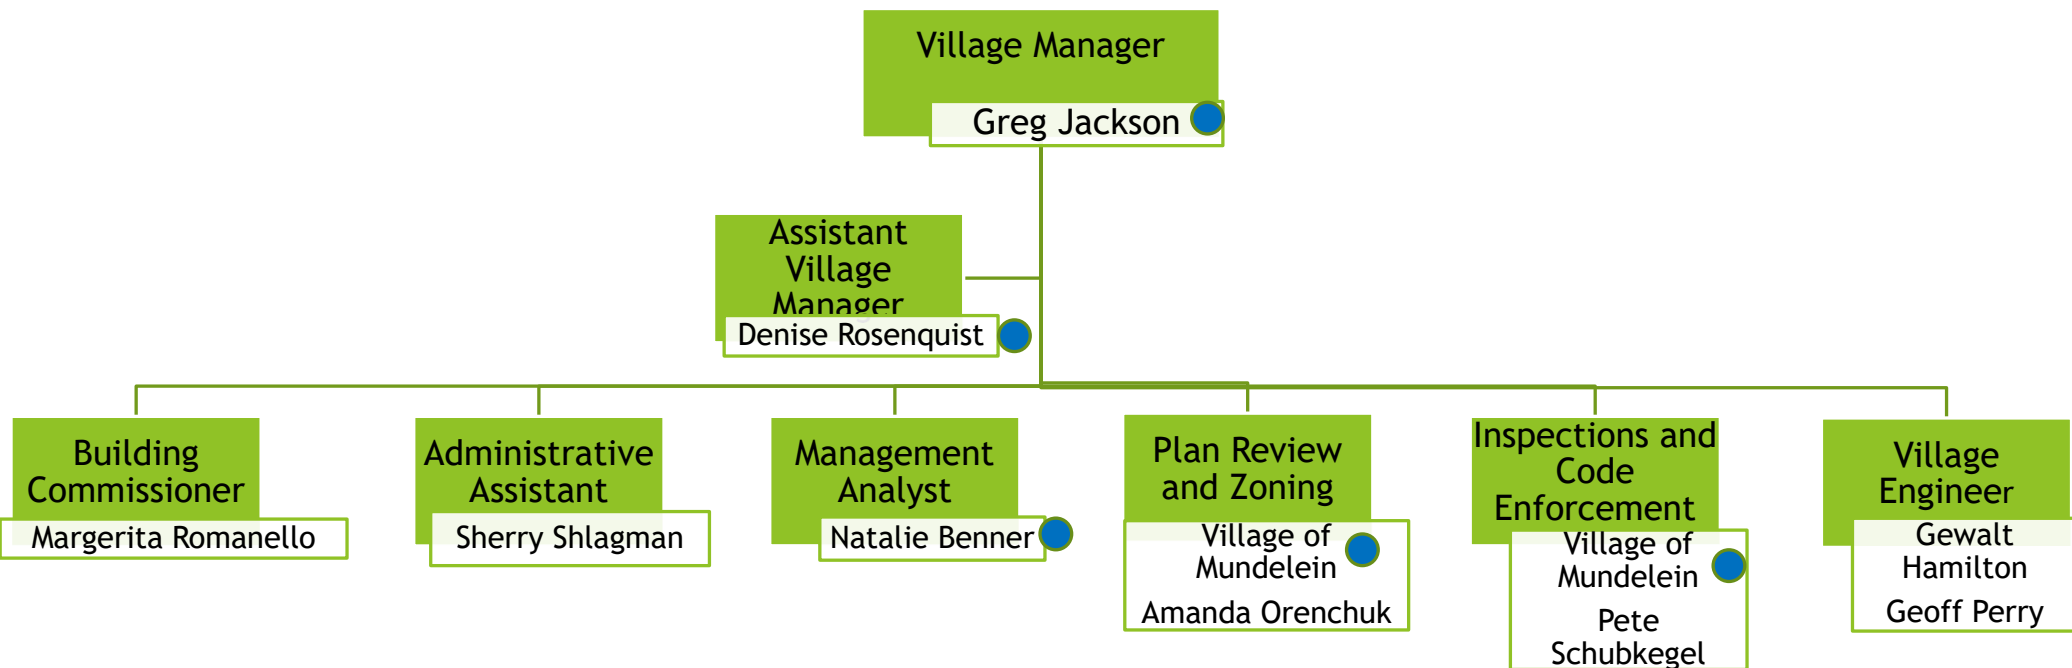 Village Manager
Greg Jackson
Assistant
Village
Manager
Denise Rosenquist
Building
Commissioner
Margerita Romanello
Administrative
Assistant
Sherry Shlagman
Management
Analyst
Natalie Benner
Plan Review
and Zoning
Village of
Mundelein
Amanda Orenchuk
Inspections and
Code
Enforcement
Village of
Mundelein
Pete
Schubkegel
Village
Engineer
Gewalt
Hamilton
Geoff Perry